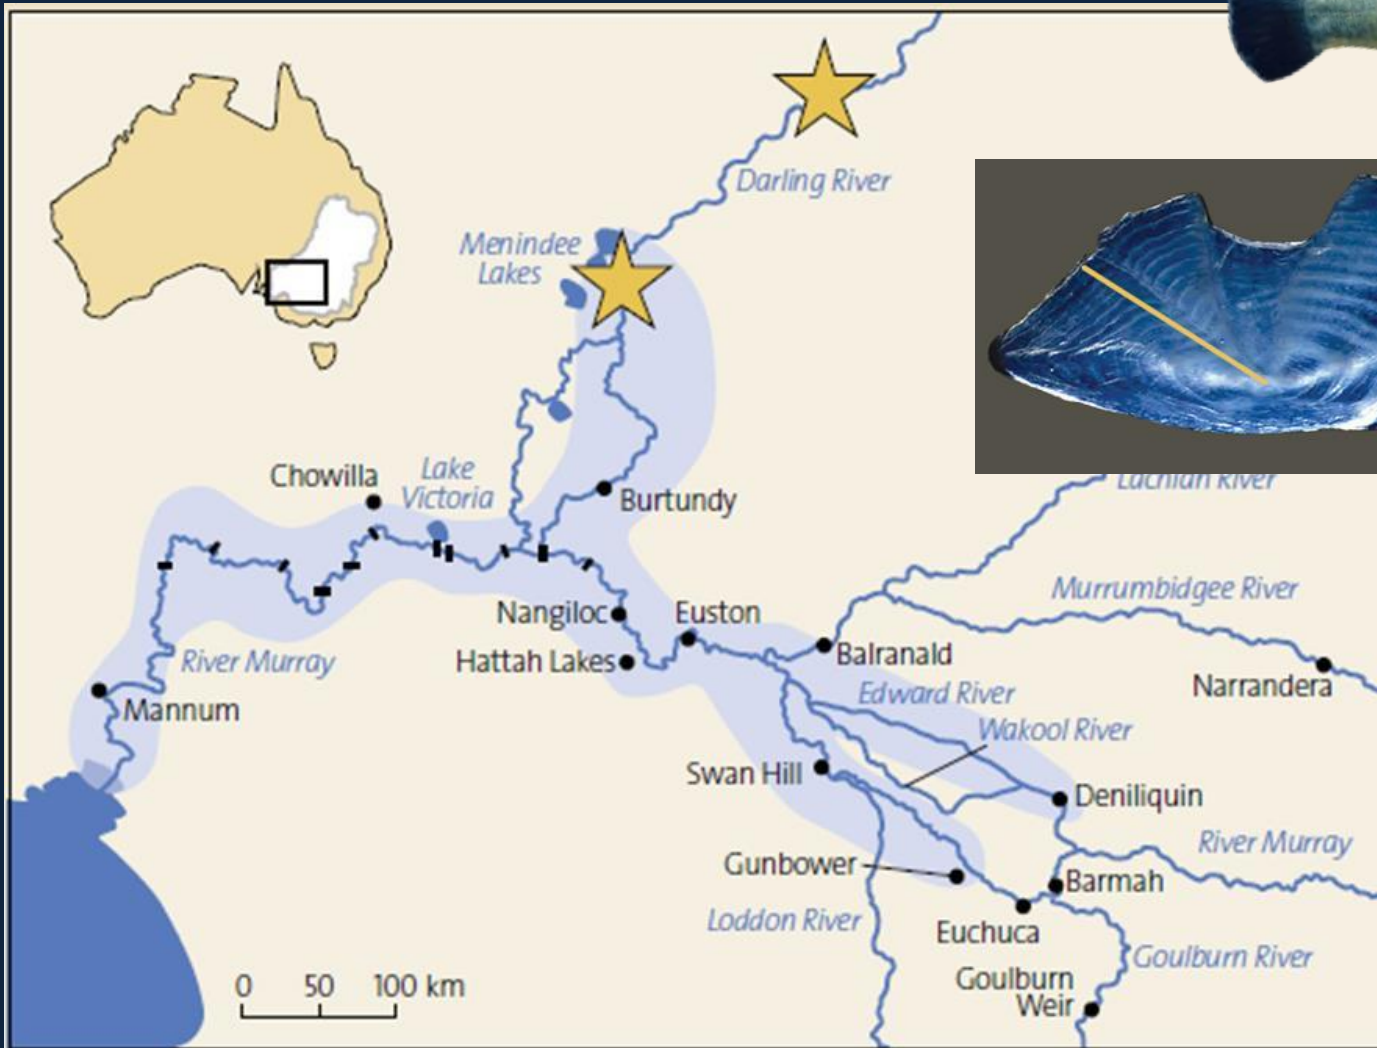 Darling River
Menindee
Lakes
Chowilla
Lake
Victoria
Burtundy
Lachlan River
Murrumbidgee River
Nangiloc
Euston
Hattah Lakes
Balranald
River Murray
Narrandera
Edward River
Mannum
Wakool River
Swan Hill
Deniliquin
River Murray
Gunbower
Barmah
Loddon River
Euchuca
Goulburn River
Goulburn
Weir
0 50 100 km